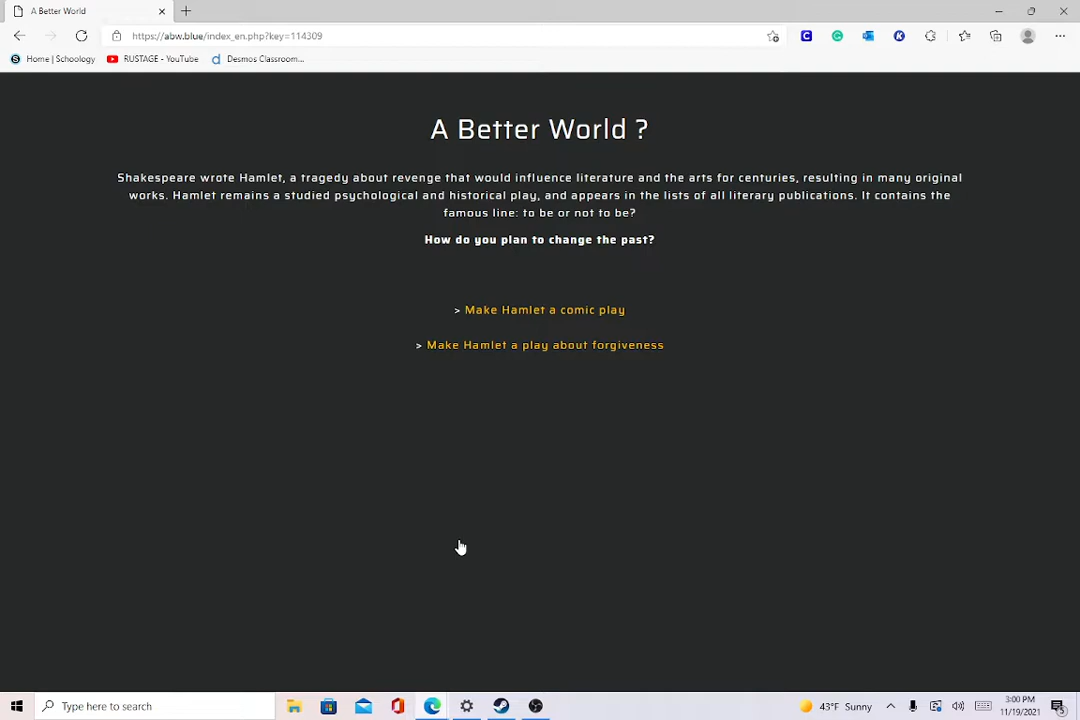 A Better World
https://abw.blue/index_en.php?key=114309
Home | Schoology
RUSTAGE - YouTube
Desmos Classroom...
A Better World ?
Shakespeare wrote Hamlet, a tragedy about revenge that would influence literature and the arts for centuries, resulting in many original
works. Hamlet remains a studied psychological and historical play, and appears in the lists of all literary publications. It contains the
famous line: to be or not to be?
How do you plan to change the past?
> Make Hamlet a comic play
> Make Hamlet a play about forgiveness
Type here to search
43°F Sunny
3:00 PM
11/19/2021